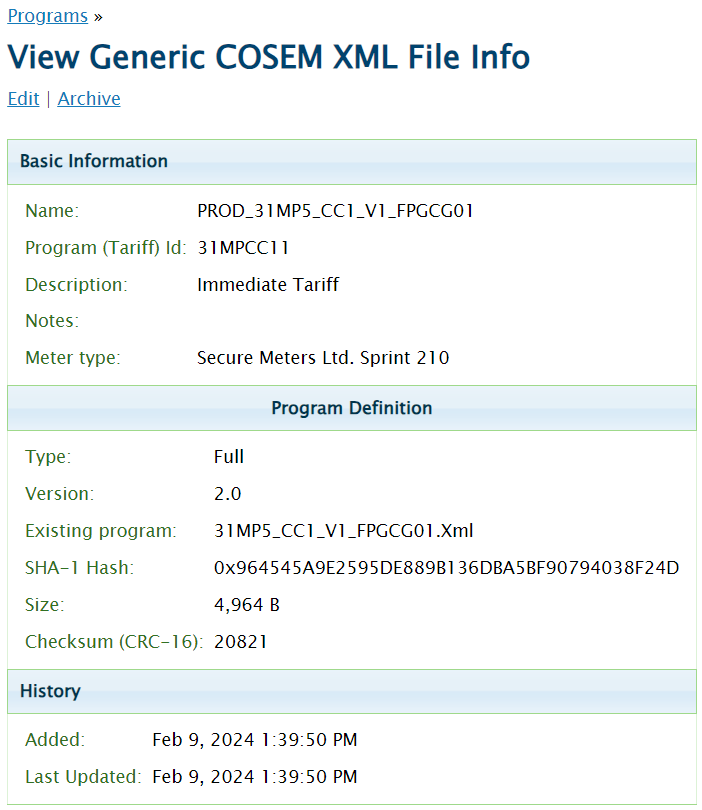 Programs »
View Generic COSEM XML File Info
Edit | Archive
Basic Information
Name: PROD_31MP5_CC1_V1_FPGCG01
Program (Tariff) Id: 31MPCC11
Description: Immediate Tariff
Notes:
Meter type: Secure Meters Ltd. Sprint 210
Program Definition
Type: Full
Version: 2.0
Existing program: 31MP5_CC1_V1_FPGCG01.Xml
SHA-1 Hash: 0x964545A9E2595DE889B136DBA5BF90794038F24D
Size: 4,964 B
Checksum (CRC-16): 20821
History
Added: Feb 9, 2024 1:39:50 PM
Last Updated: Feb 9, 2024 1:39:50 PM